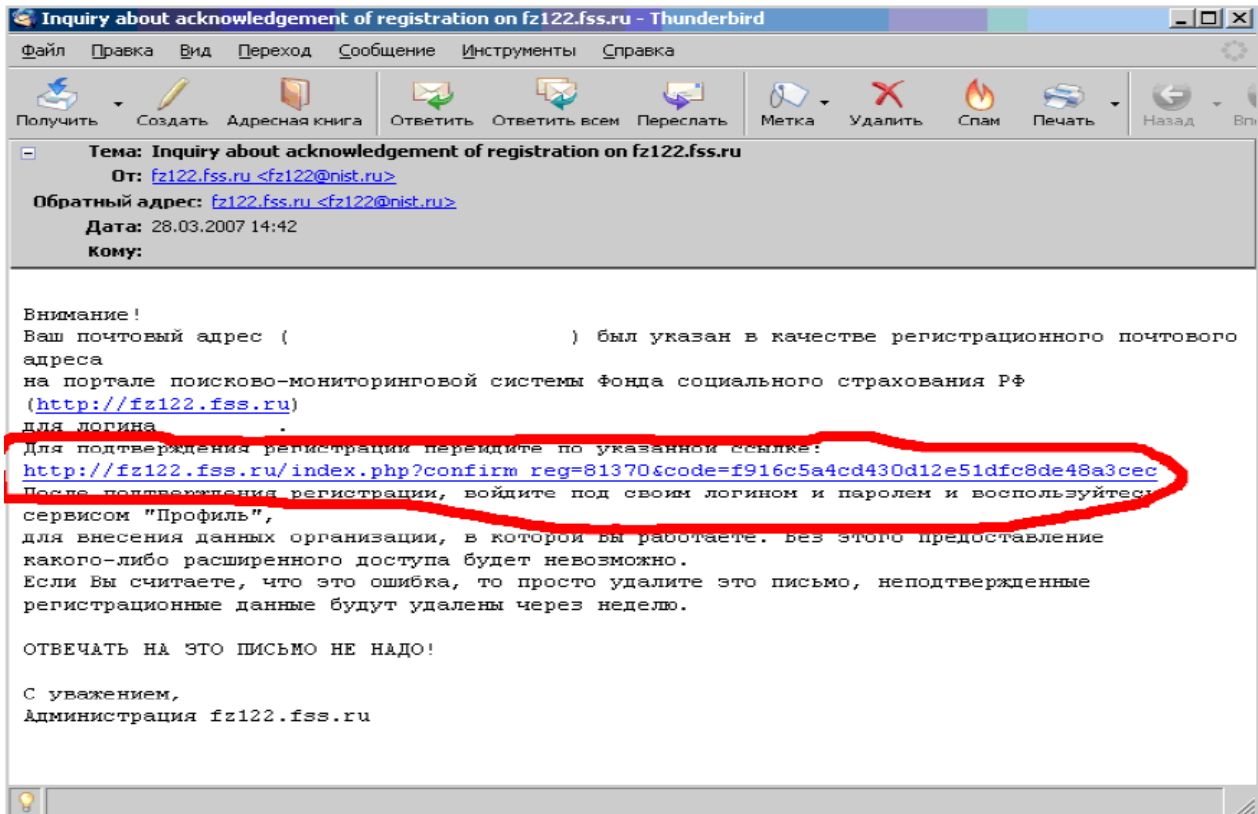 Inquiry about acknowledgement of registration on fz122.fss.ru - Thunderbird
Файл Правка Вид Переход Сообщение Инструменты Справка
Получить Создать Адресная книга Ответить Ответить всем Переслать Метка Удалить Спам Печать Назад
Тема: Inquiry about acknowledgement of registration on fz122.fss.ru
От: fz122.fss.ru <fz122@nist.ru>
Обратный адрес: fz122.fss.ru <fz122@nist.ru>
Дата: 28.03.2007 14:42
Кому:
Внимание!
Ваш почтовый адрес ( ) был указан в качестве регистрационного почтового
адреса
на портале поисково-мониторинговой системы Фонда социального страхования РФ
(http://fz122.fss.ru)
для логина .
Для подтверждения регистрации перейдите по указанной ссылке:
http://fz122.fss.ru/index.php?confirm_reg=81370&code=f916c5a4cd430d12e51dfc8de48a3cec
После подтверждения регистрации, войдите под своим логином и паролем и воспользуйтесь
сервисом "Профиль",
для внесения данных организации, в которой Вы работаете. Без этого предоставление
какого-либо расширенного доступа будет невозможно.
Если Вы считаете, что это ошибка, то просто удалите это письмо, неподтвержденные
регистрационные данные будут удалены через неделю.
ОТВЕЧАТЬ НА ЭТО ПИСЬМО НЕ НАДО!
С уважением,
Администрация fz122.fss.ru